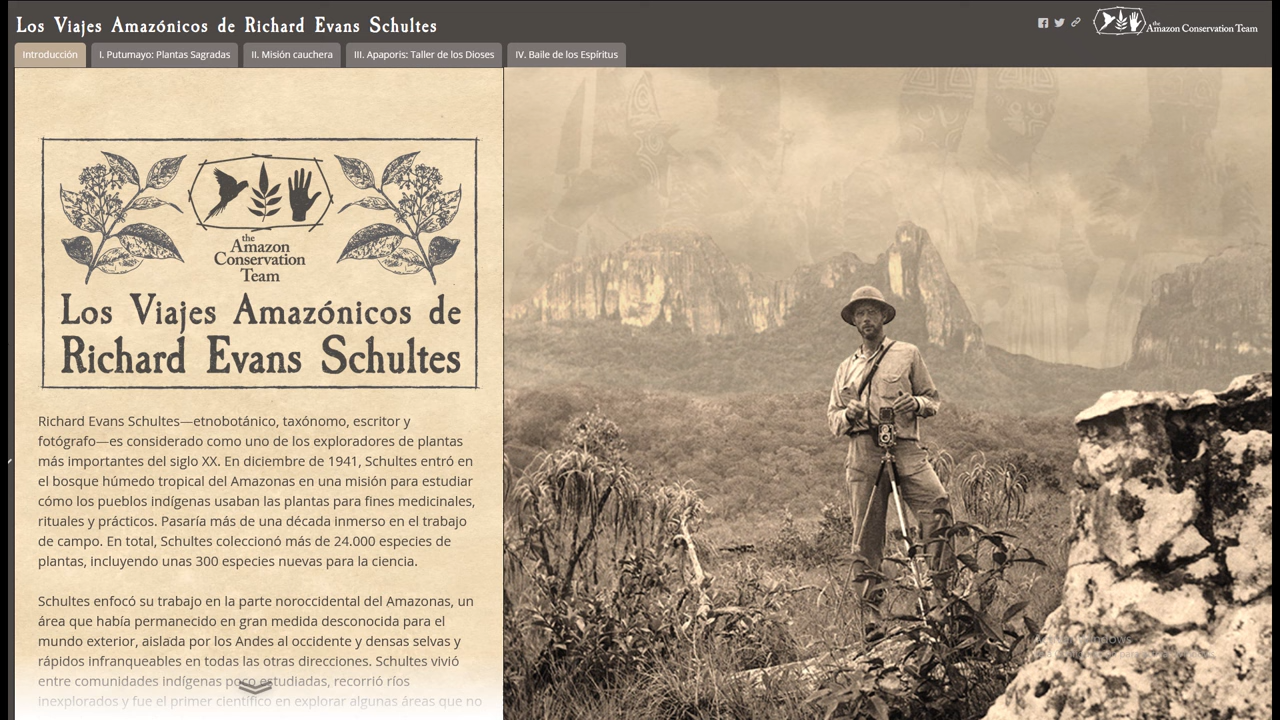 Los Viajes Amazónicos de Richard Evans Schultes
the
Amazon Conservation Team
Introducción
I. Putumayo: Plantas Sagradas
II. Misión cauchera
III. Apaporis: Taller de los Dioses
IV. Baile de los Espíritus
the
Amazon
Conservation
Team
Los Viajes Amazónicos de
Richard Evans Schultes
Richard Evans Schultes—etnobotánico, taxónomo, escritor y
fotógrafo—es considerado como uno de los exploradores de plantas
más importantes del siglo XX. En diciembre de 1941, Schultes entró en
el bosque húmedo tropical del Amazonas en una misión para estudiar
cómo los pueblos indígenas usaban las plantas para fines medicinales,
rituales y prácticos. Pasaría más de una década inmerso en el trabajo
de campo. En total, Schultes coleccionó más de 24.000 especies de
plantas, incluyendo unas 300 especies nuevas para la ciencia.
Schultes enfocó su trabajo en la parte noroccidental del Amazonas, un
área que había permanecido en gran medida desconocida para el
mundo exterior, aislada por los Andes al occidente y densas selvas y
rápidos infranqueables en todas las otras direcciones. Schultes vivió
entre comunidades indígenas poco estudiadas, recorrió ríos
inexplorados y fue el primer científico en explorar algunas áreas que no